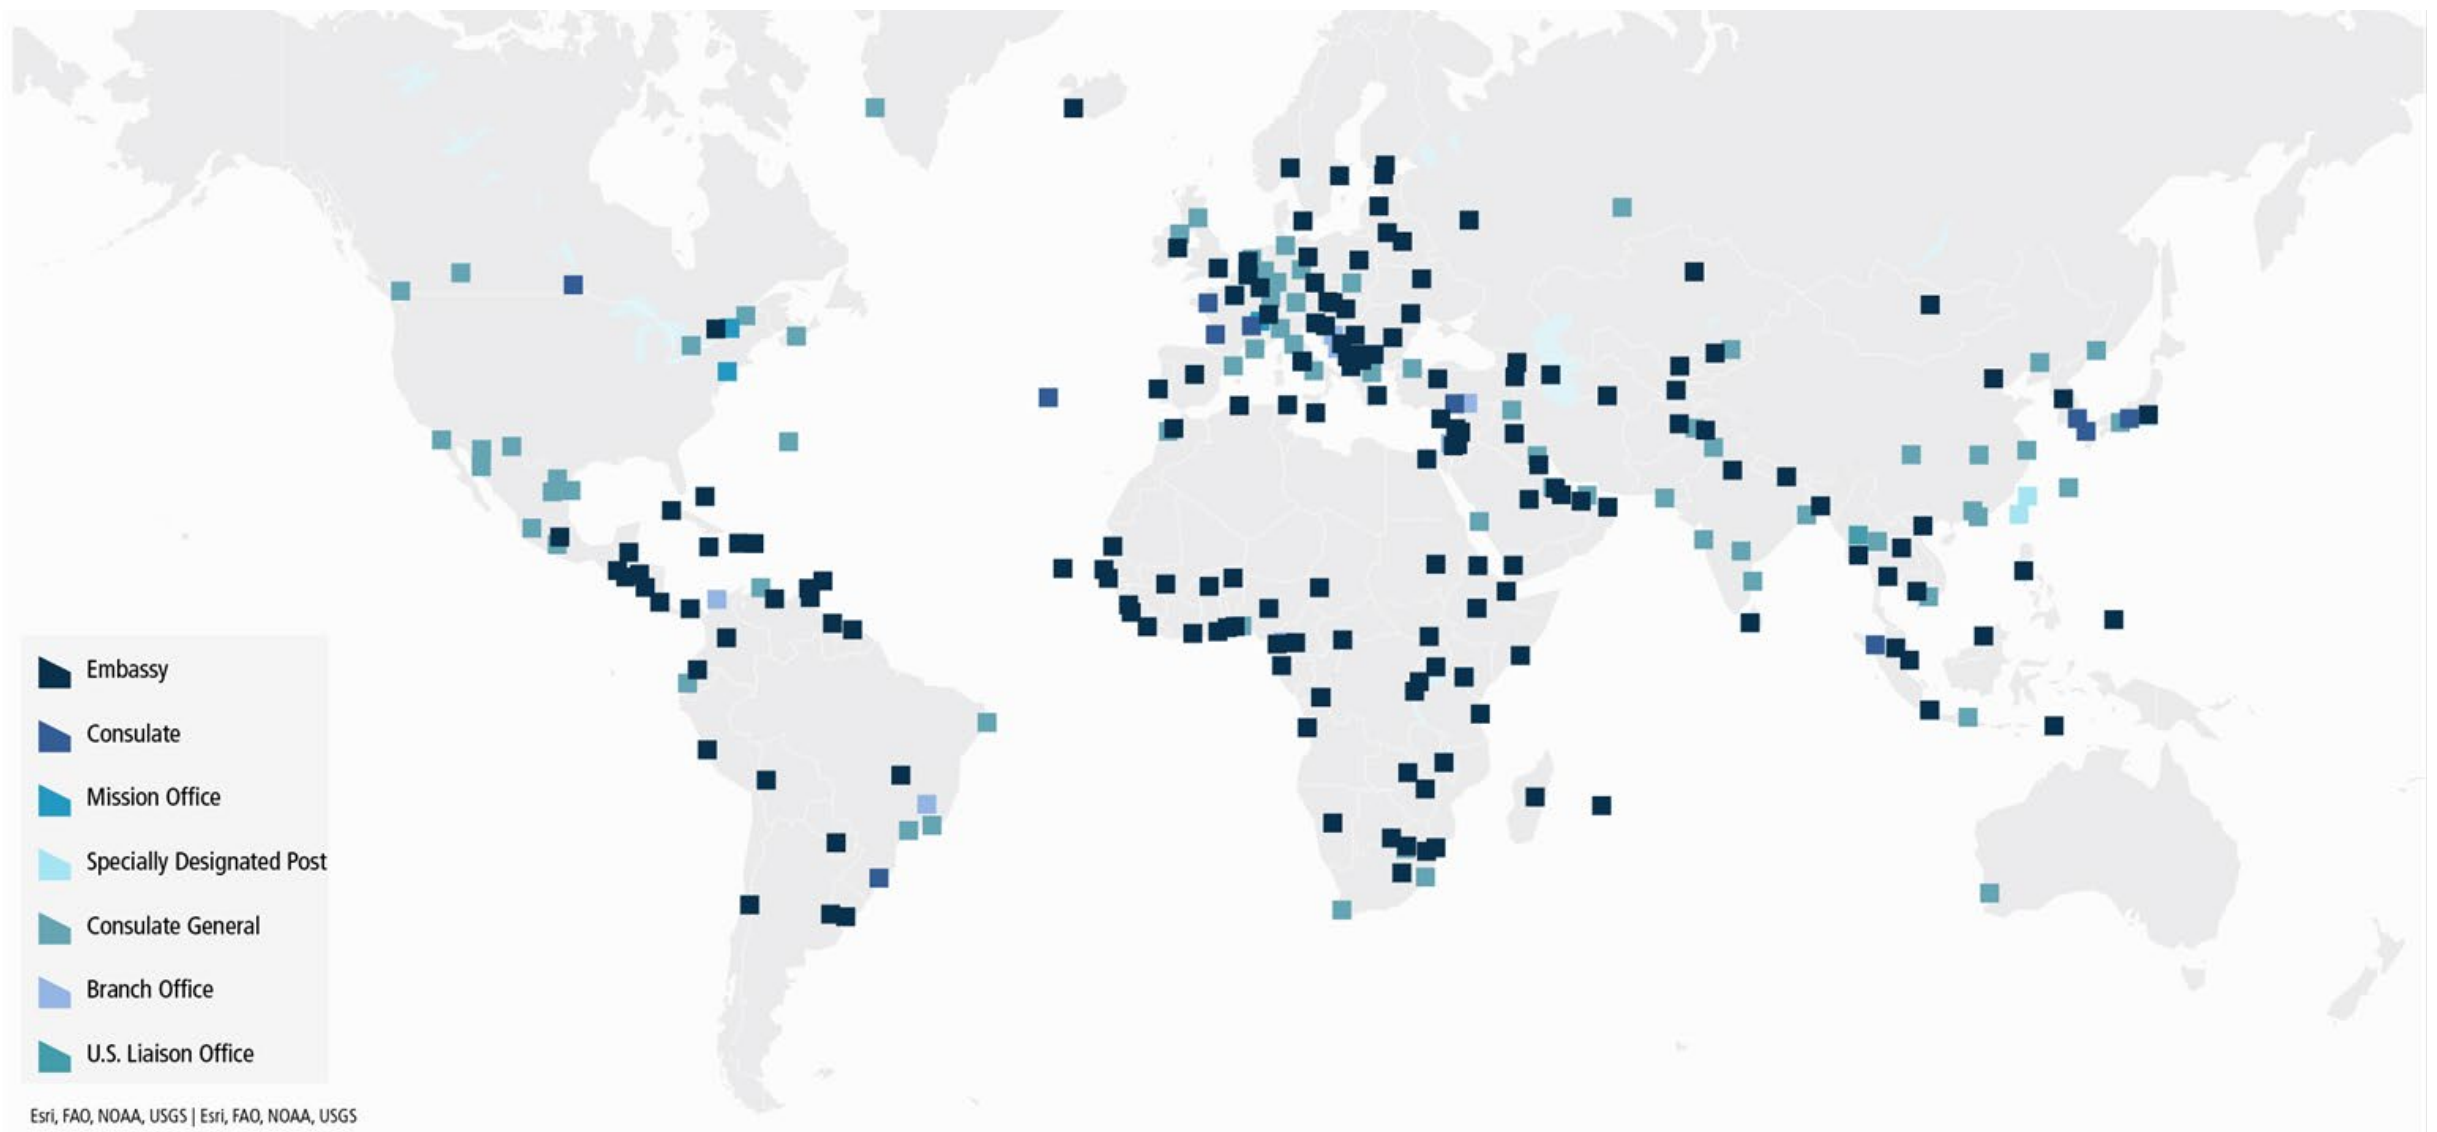 Embassy
Consulate
Mission Office
Specially Designated Post
Consulate General
Branch Office
U.S. Liaison Office
Esri, FAO, NOAA, USGS | Esri, FAO, NOAA, USGS